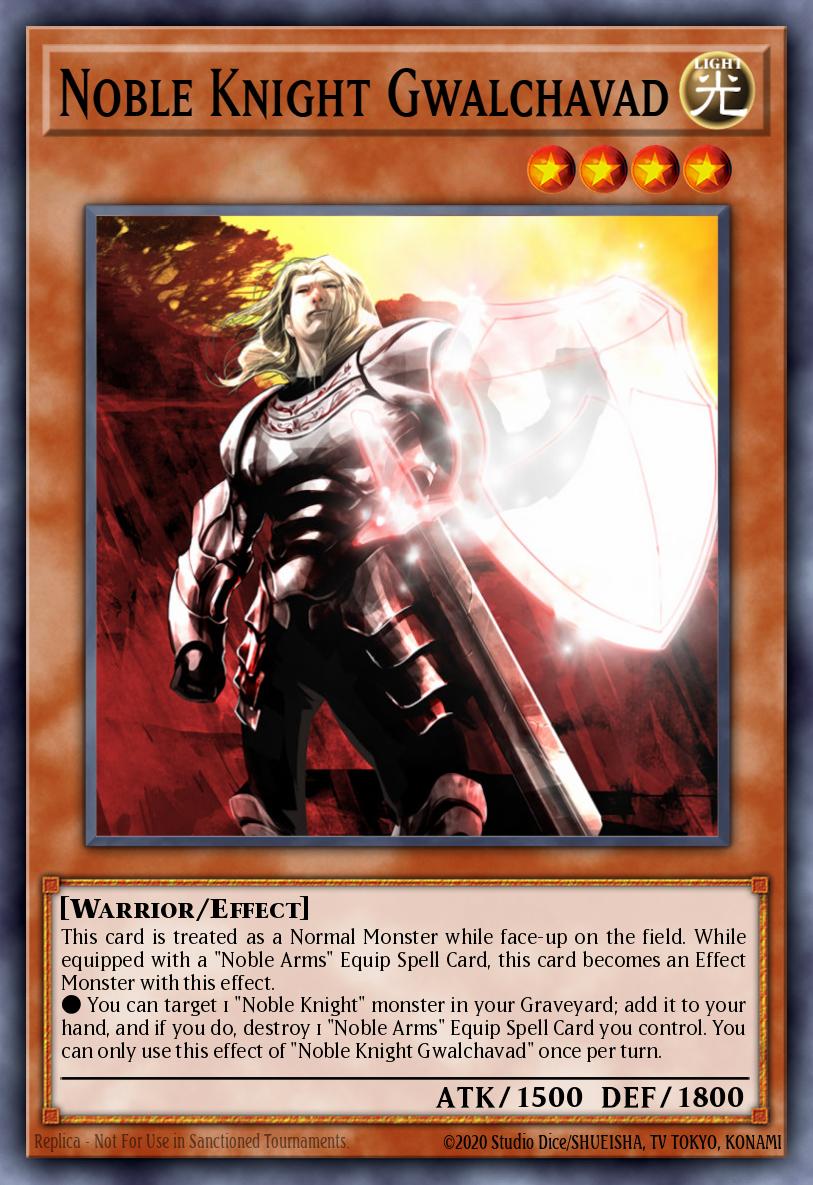 Noble Knight Gwalchavad
LIGHT
光
[Warrior/Effect]
This card is treated as a Normal Monster while face-up on the field. While
equipped with a "Noble Arms" Equip Spell Card, this card becomes an Effect
Monster with this effect.
● You can target 1 "Noble Knight" monster in your Graveyard; add it to your
hand, and if you do, destroy 1 "Noble Arms" Equip Spell Card you control. You
can only use this effect of "Noble Knight Gwalchavad" once per turn.
ATK/1500 DEF/1800
Replica - Not For Use in Sanctioned Tournaments.
©2020 Studio Dice/SHUEISHA, TV TOKYO, KONAMI